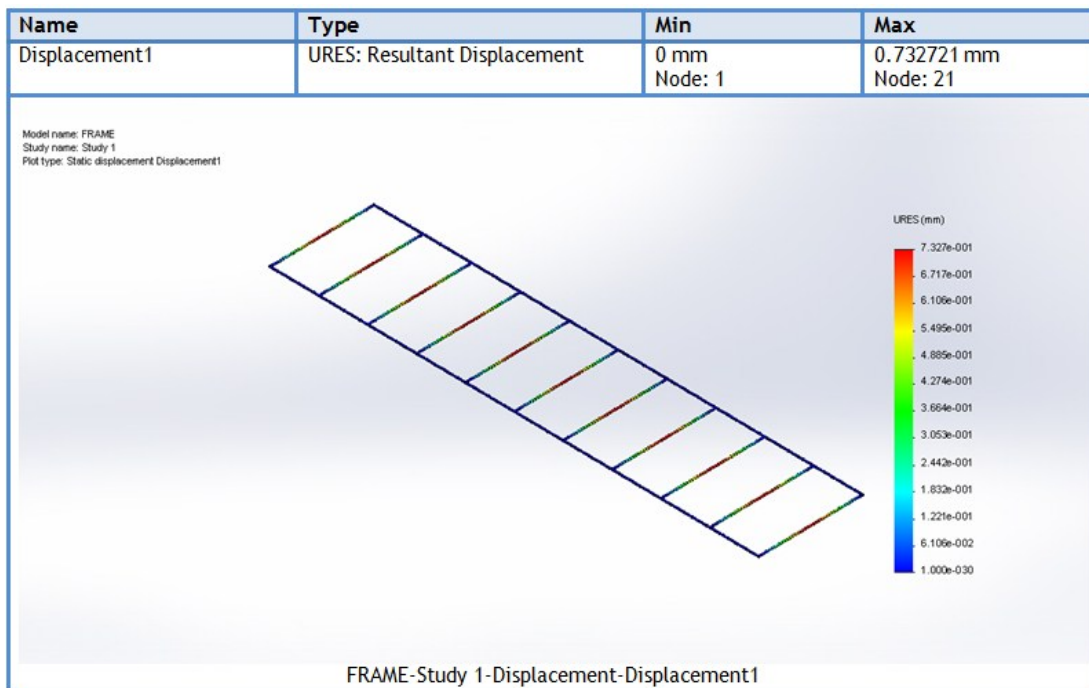 Name Type Min Max
Displacement1 URES: Resultant Displacement 0 mm 0.732721 mm
Node: 1 Node: 21
Model name: FRAME
Study name: Study 1
Plot type: Static displacement Displacement1
URES (mm)
7.327e-001
6.717e-001
6.106e-001
5.495e-001
4.885e-001
4.274e-001
3.664e-001
3.053e-001
2.442e-001
1.832e-001
1.221e-001
6.106e-002
1.000e-030
FRAME-Study 1-Displacement-Displacement1